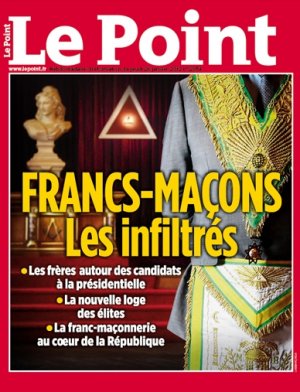 Le Point
Le Point
www.lepoint.fr
FRANCS-MAÇONS
Les infiltrés
• Les frères autour des candidats
à la présidentielle
• La nouvelle loge
des élites
• La franc-maçonnerie
au cœur de la République